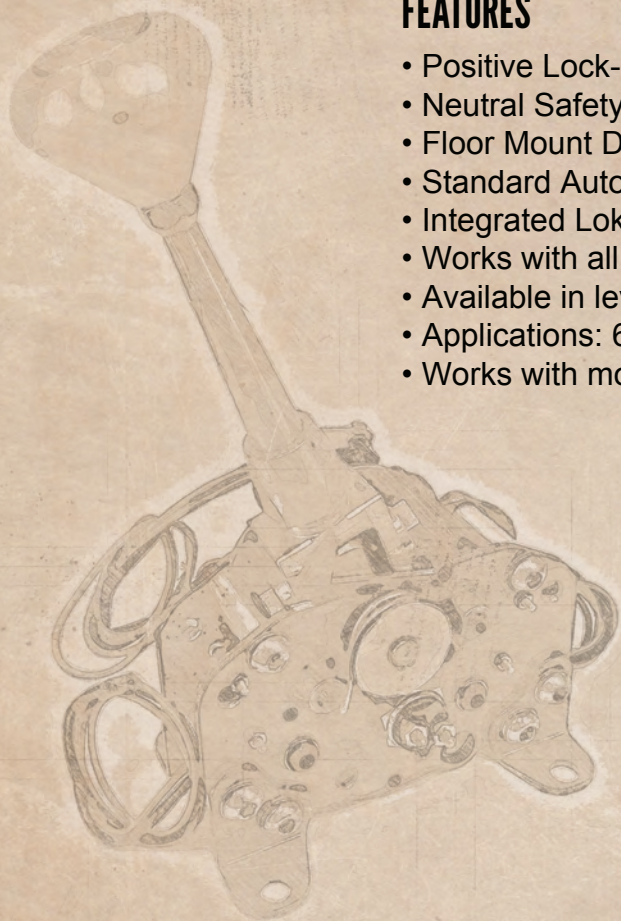 FEATURES
• Positive Lock-
• Neutral Safety
• Floor Mount D
• Standard Auto
• Integrated Lok
• Works with all
• Available in le
• Applications: 6
• Works with mo